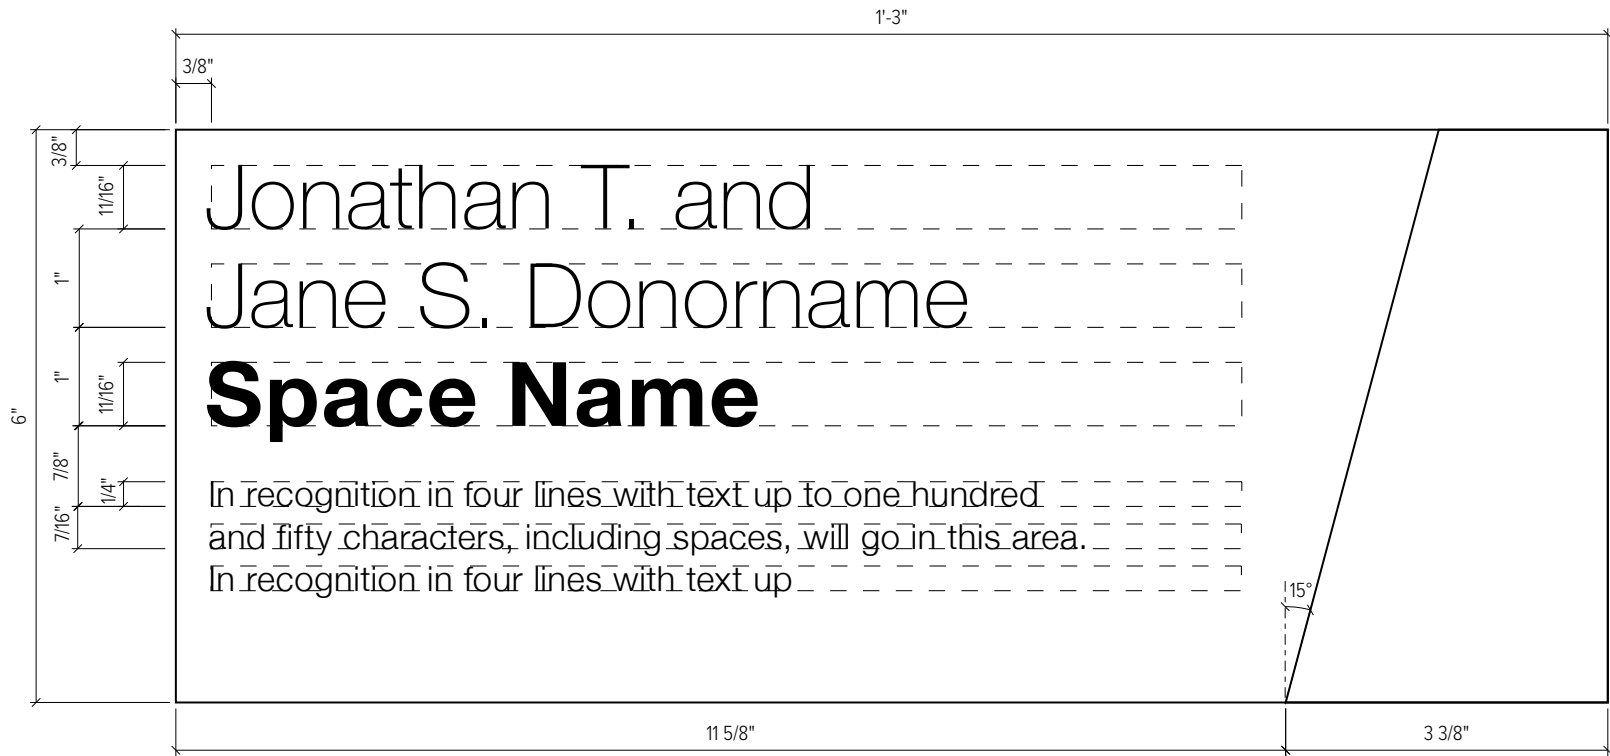 1'-3"
3/8"
3/8"
11/16"
Jonathan T. and
1"
Jane S. Donorname
1"
11/16"
Space Name
6"
7/8"
1/4"
In recognition in four lines with text up to one hundred
7/16"
and fifty characters, including spaces, will go in this area.
In recognition in four lines with text up
15°
11 5/8"
3 3/8"